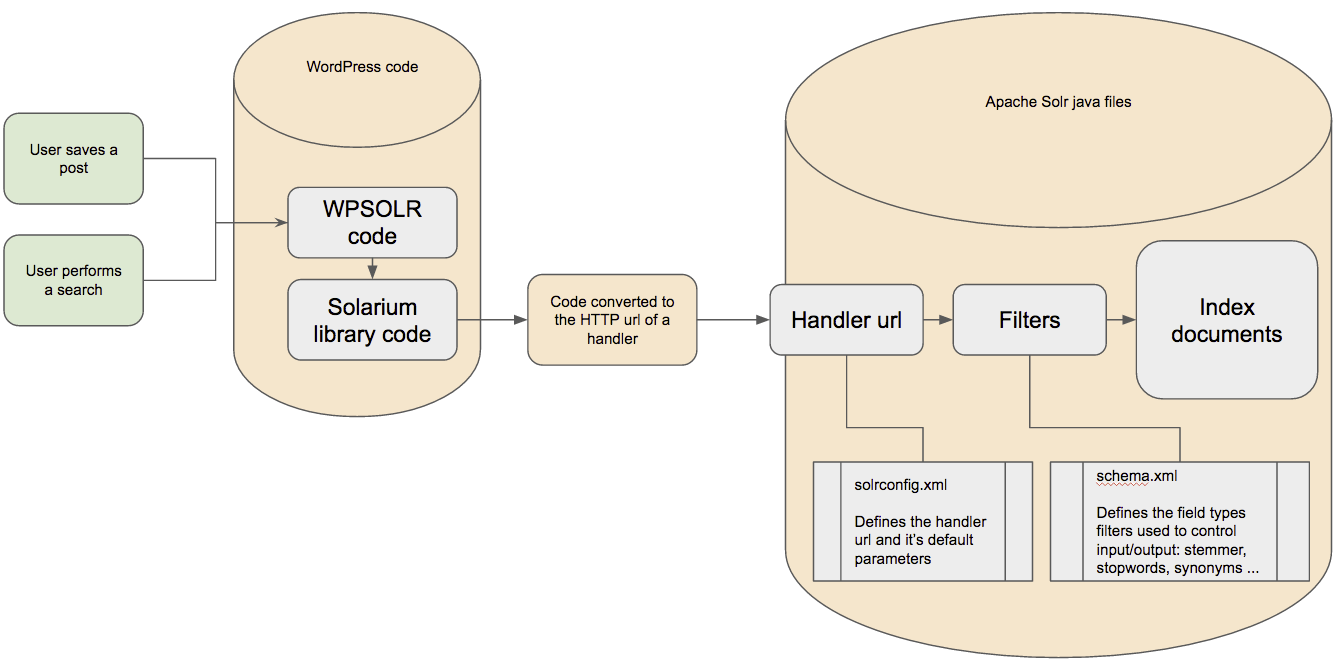 WordPress code
Apache Solr java files
User saves a
post
WPSOLR
code
User performs
a search
Solarium
library code
Code converted to
the HTTP url of a
handler
Handler url
Filters
Index
documents
solrconfig.xml
Defines the handler
url and it's default
parameters
schema.xml
Defines the field types
filters used to control
input/output: stemmer,
stopwords, synonyms ...